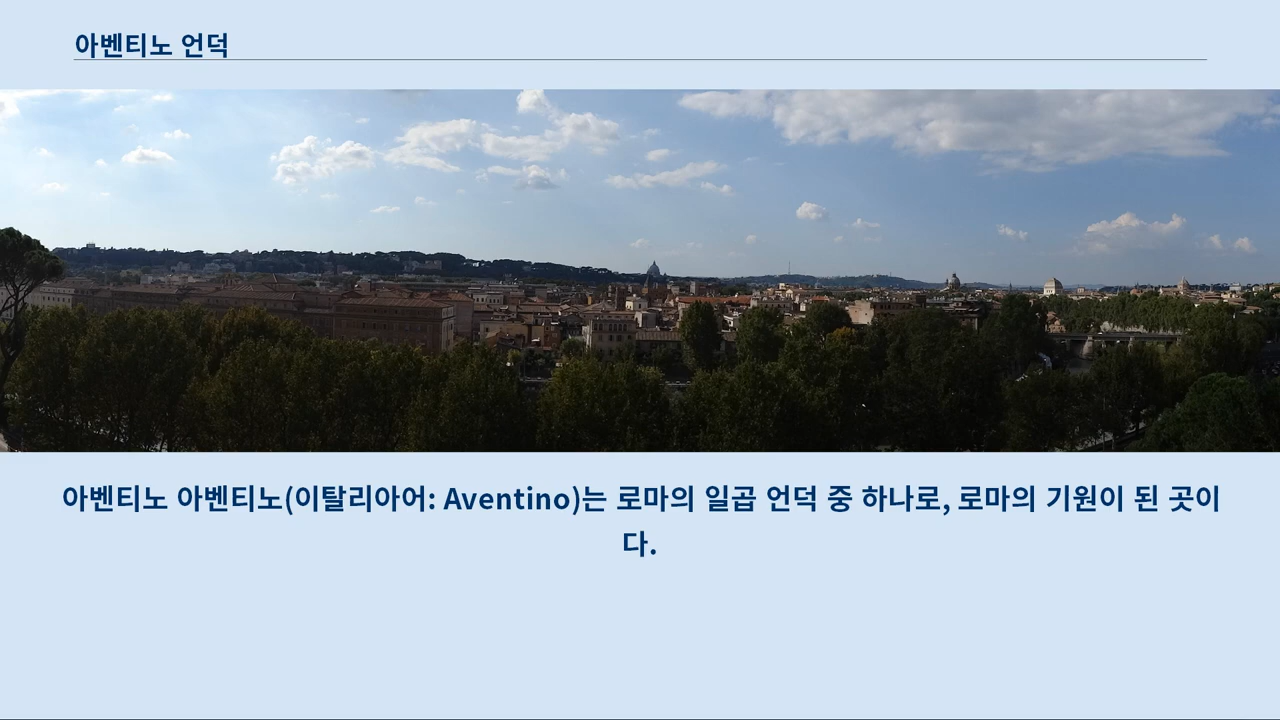 아벤티노 언덕
아벤티노 아벤티노(이탈리아어: Aventino)는 로마의 일곱 언덕 중 하나로, 로마의 기원이 된 곳이
다.